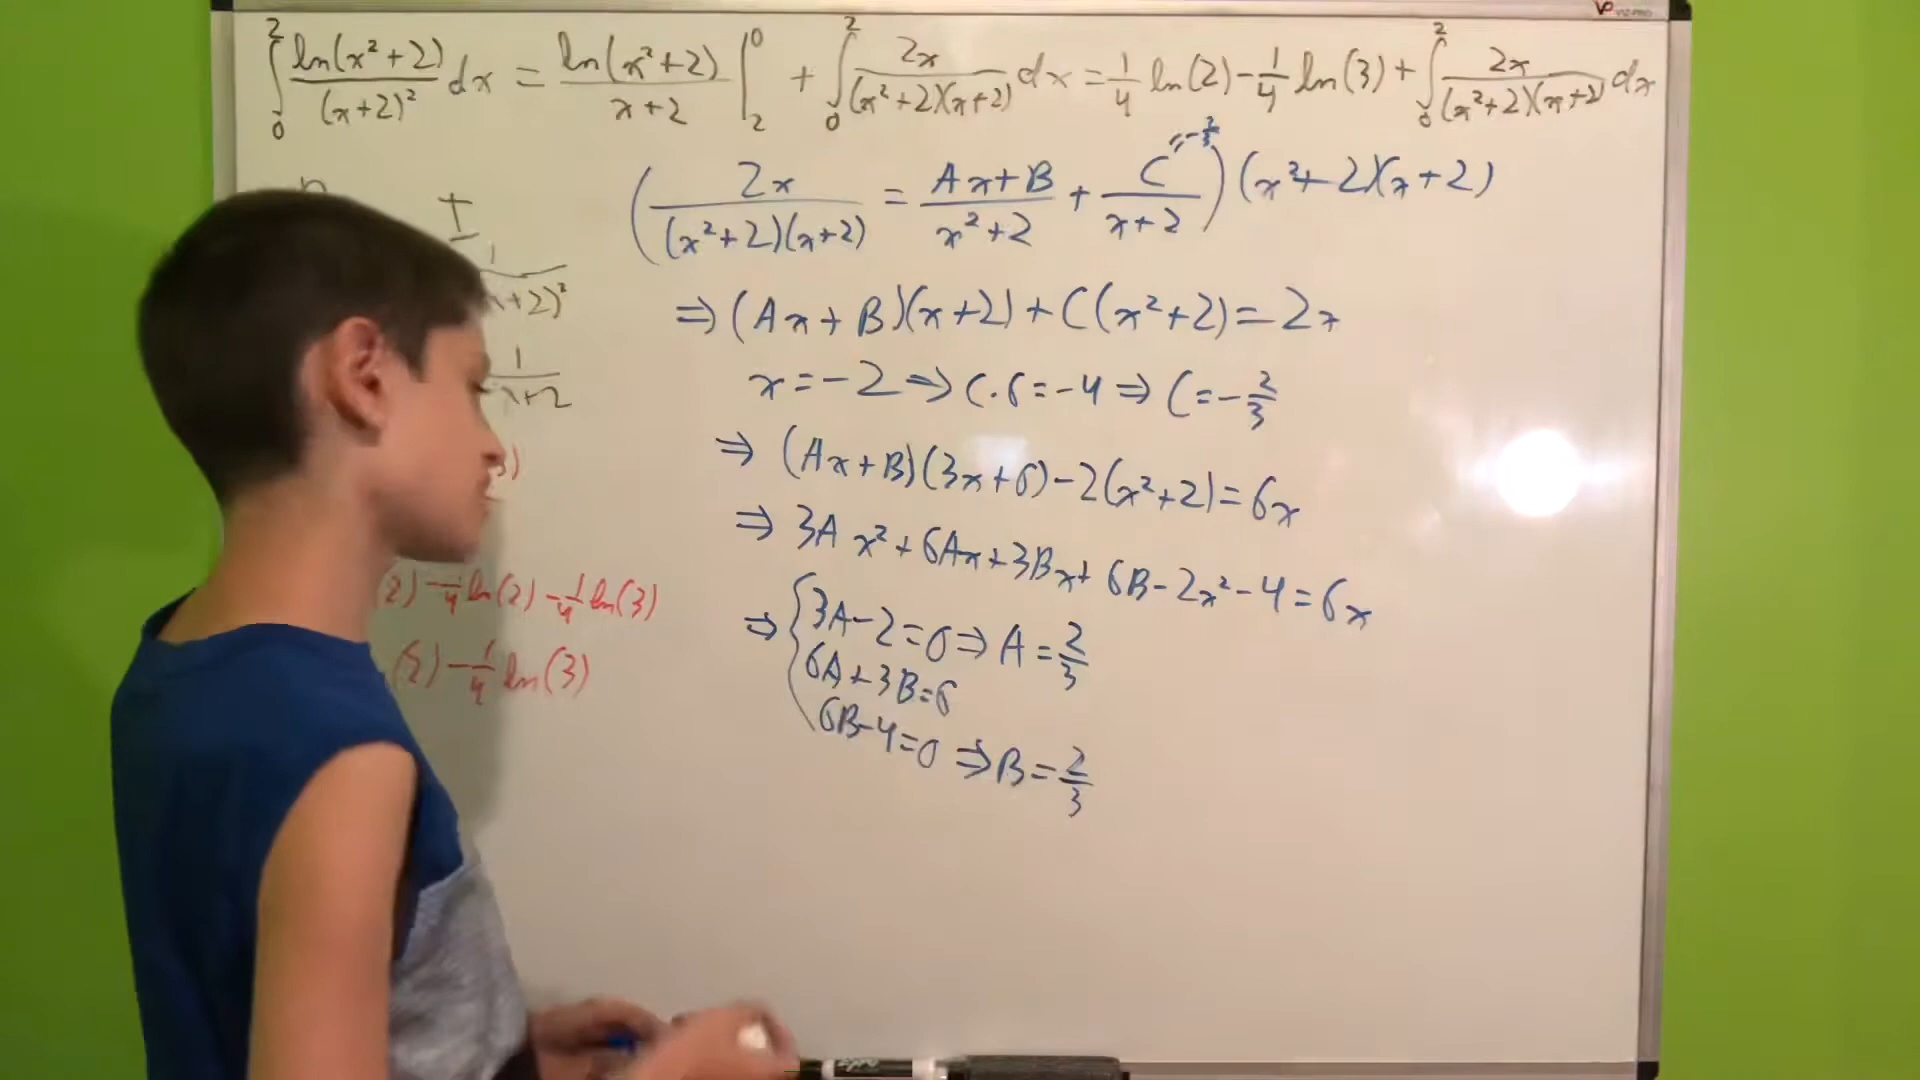 ∫₀² ln(x²+2)/(x+2)² dx = ln(x²+2)/(x+2) |₂⁰ + ∫₀² 2x/((x²+2)(x+2)) dx = 1/4 ln(2) - 1/4 ln(3) + ∫₀² 2x/((x²+2)(x+2)) dx
(2x/((x²+2)(x+2)) = (Ax+B)/(x²+2) + C/(x+2)) (x²+2)(x+2)
= -2/3
I
⇒ (Ax+B)(x+2) + C(x²+2) = 2x
1/(x+2
x = -2 ⇒ C·6 = -4 ⇒ C = -2/3
⇒ (Ax+B)(3x+6) - 2(x²+2) = 6x
⇒ 3Ax² + 6Ax + 3Bx + 6B - 2x² - 4 = 6x
2) - 1/4 ln(2) - 1/4 ln(3)
⇒ { 3A - 2 = 0 ⇒ A = 2/3
- 1/4 ln(3)
6A + 3B = 6
6B - 4 = 0 ⇒ B = 2/3
expo